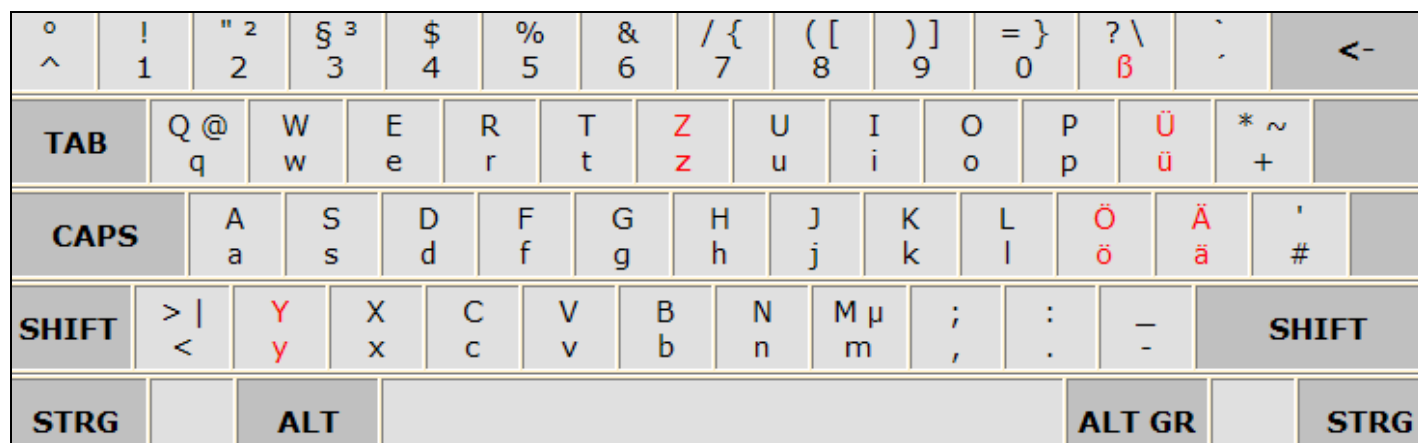 ° ! " ² § ³ $ % & / { ( [ ) ] = } ? \ `
^ 1 2 3 4 5 6 7 8 9 0 ß ´ <-
TAB Q @ W E R T Z U I O P Ü * ~
q w e r t z u i o p ü +
CAPS A S D F G H J K L Ö Ä '
a s d f g h j k l ö ä #
SHIFT > | Y X C V B N M µ ; : _ SHIFT
< y x c v b n m , . -
STRG ALT ALT GR STRG